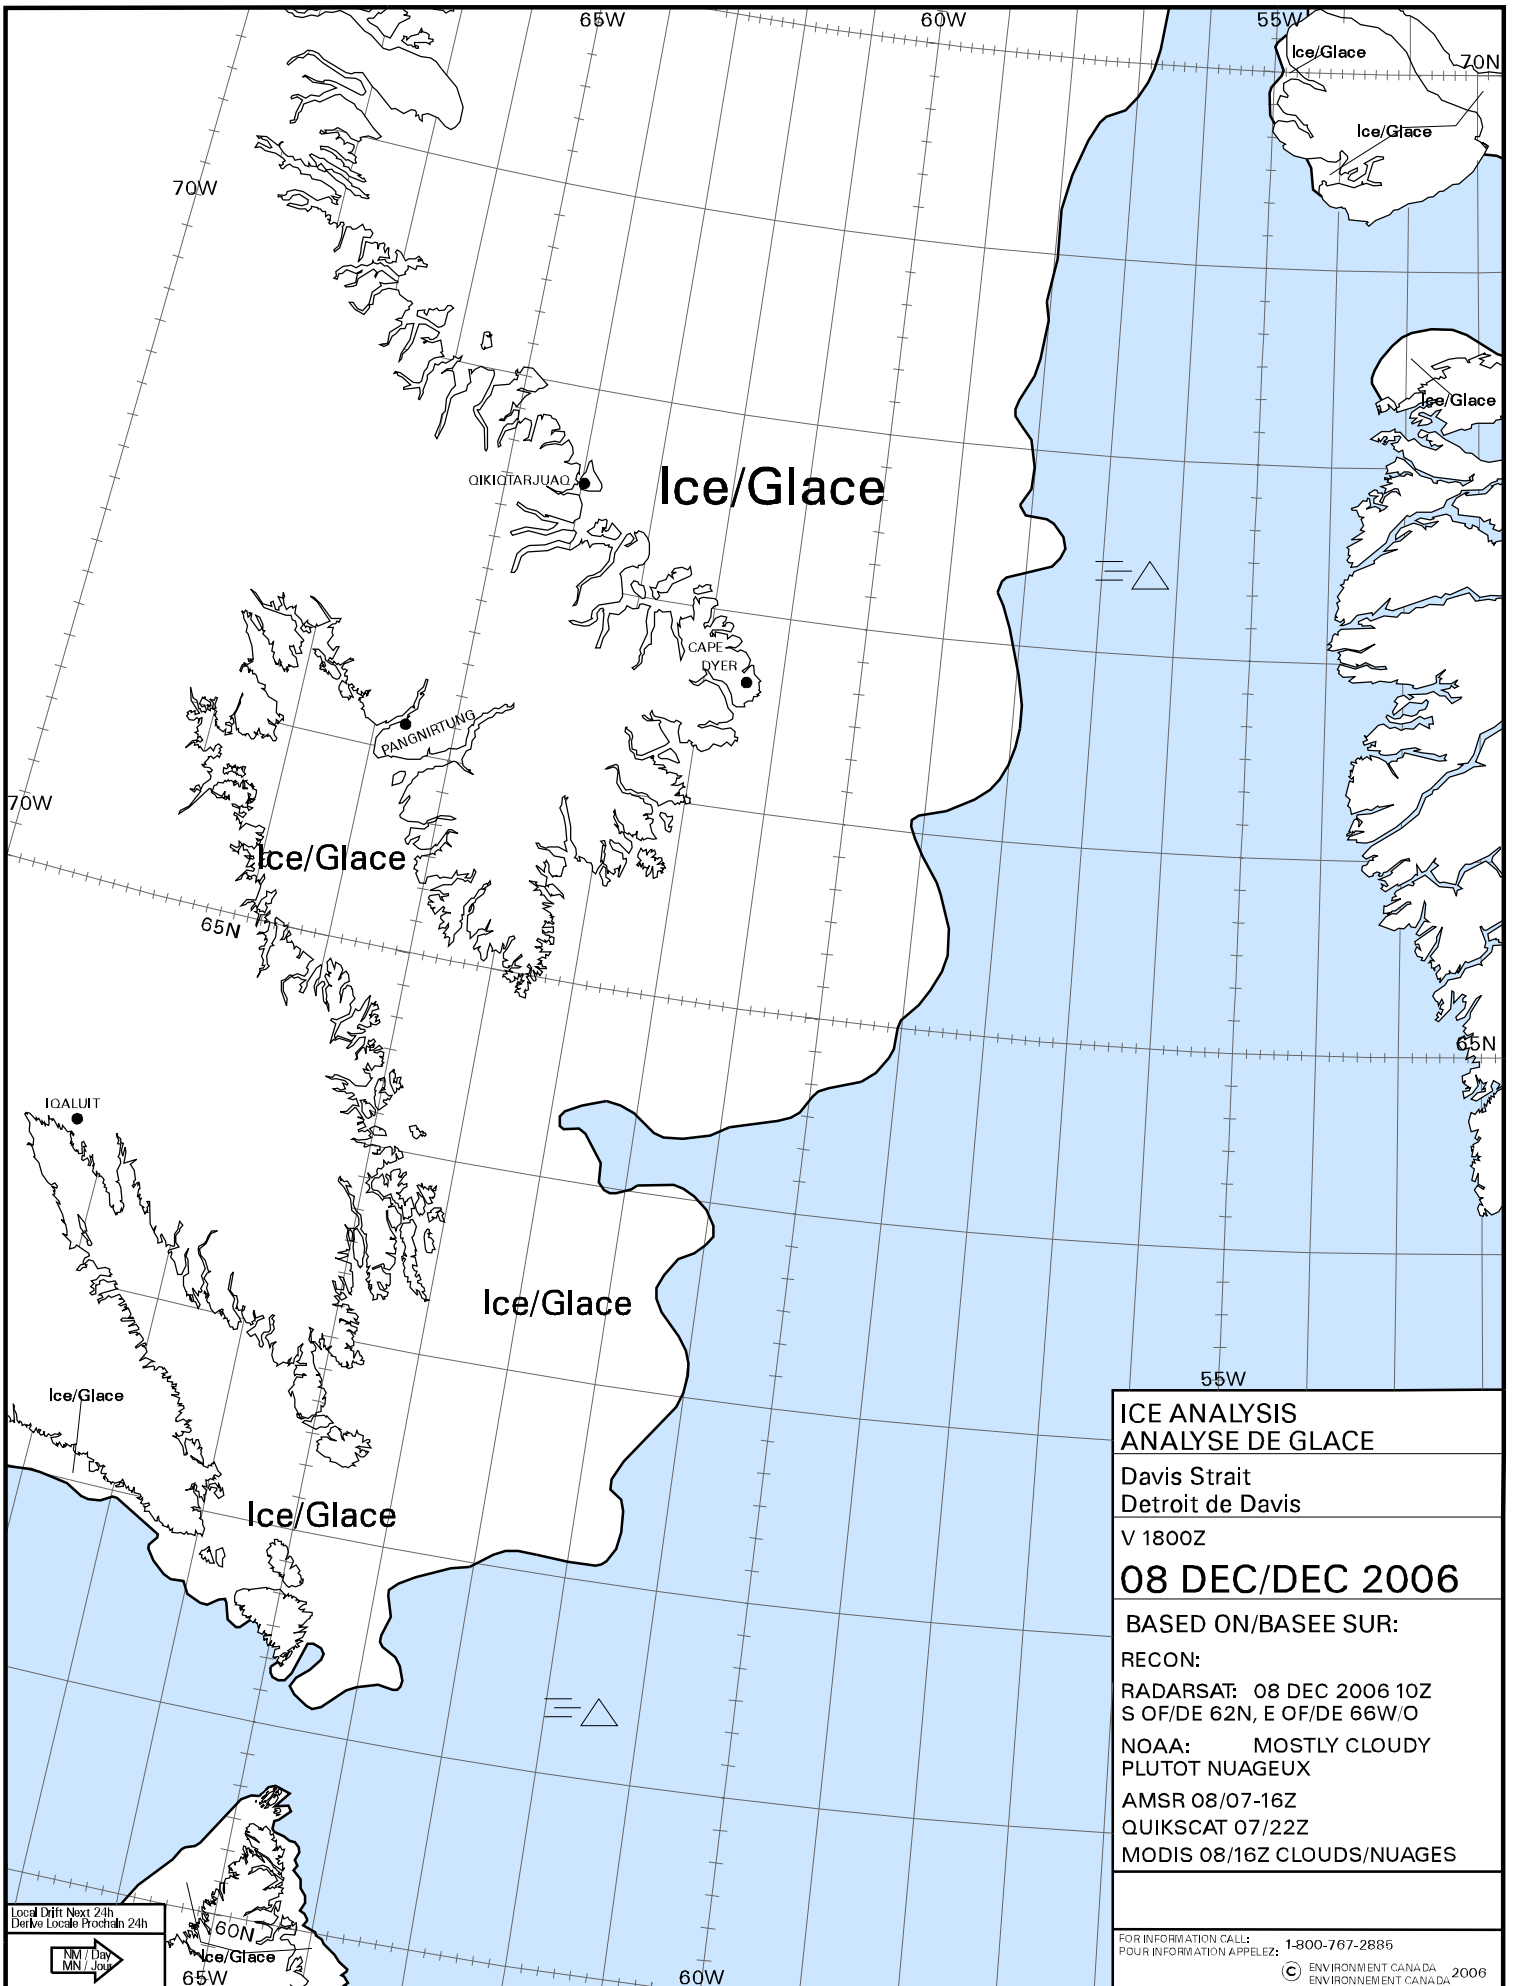 65W
60W
55W
Ice/Glace
70N
Ice/Glace
70W
Ice/Glace
QIKIQTARJUAQ
Ice/Glace
CAPE
DYER
PANGNIRTUNG
70W
Ice/Glace
65N
65N
IQALUIT
Ice/Glace
55W
Ice/Glace
Ice/Glace
ICE ANALYSIS
ANALYSE DE GLACE
Davis Strait
Detroit de Davis
V 1800Z
08 DEC/DEC 2006
BASED ON/BASEE SUR:
RECON:
RADARSAT: 08 DEC 2006 10Z
S OF/DE 62N, E OF/DE 66W/O
NOAA: MOSTLY CLOUDY
PLUTOT NUAGEUX
AMSR 08/07-16Z
QUIKSCAT 07/22Z
MODIS 08/16Z CLOUDS/NUAGES
Local Drift Next 24h
Derive Locale Prochain 24h
NM / Day
MN / Jour
60N
Ice/Glace
65W
60W
FOR INFORMATION CALL:
POUR INFORMATION APPELEZ: 1-800-767-2885
© ENVIRONMENT CANADA
ENVIRONNEMENT CANADA 2006